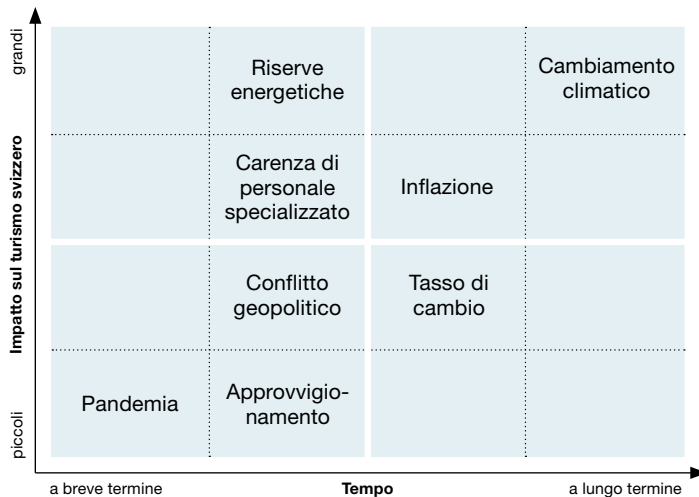 grandi
Impatto sul turismo svizzero
piccoli
Riserve
energetiche
Cambiamento
climatico
Carenza di
personale
specializzato
Inflazione
Conflitto
geopolitico
Tasso di
cambio
Pandemia
Approvvigio-
namento
a breve termine
Tempo
a lungo termine